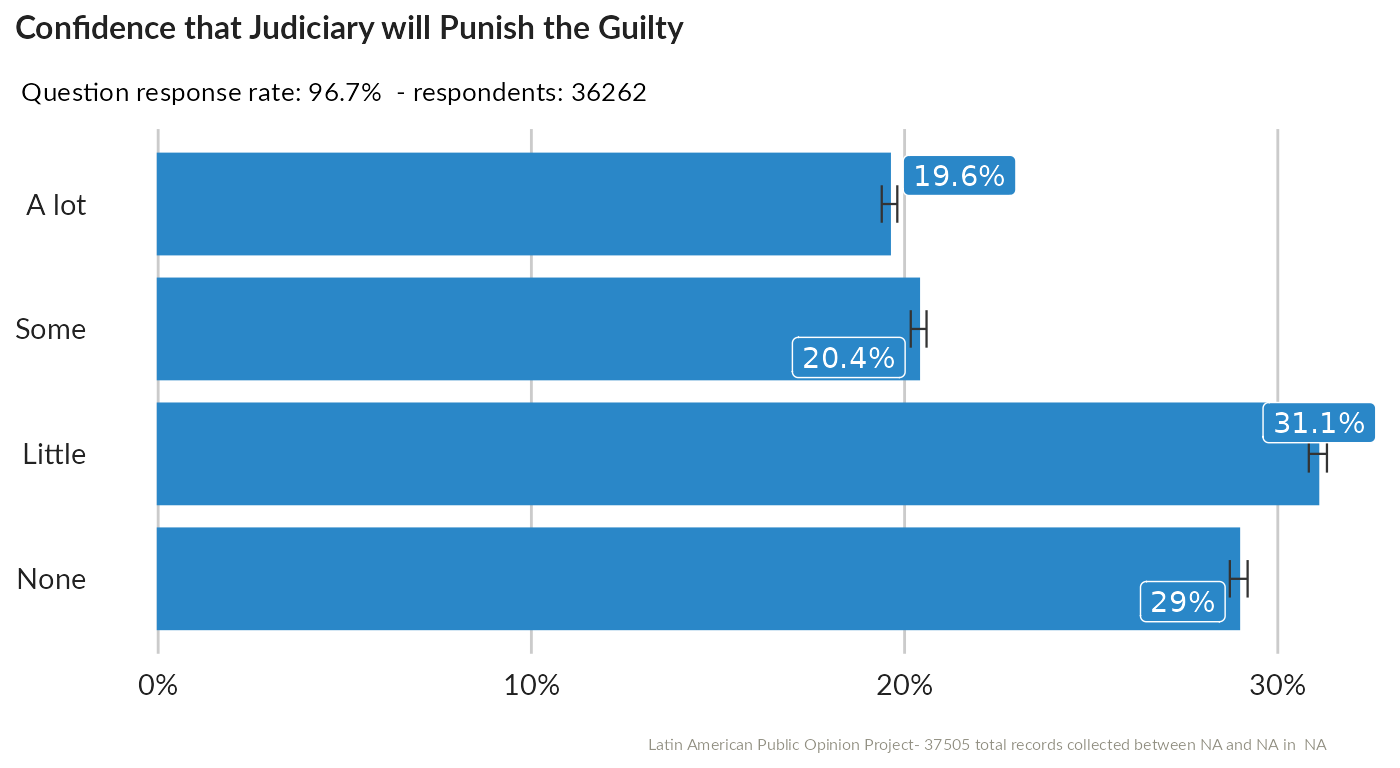 Confidence that Judiciary will Punish the Guilty
Question response rate: 96.7%  - respondents: 36262
A lot
19.6%
Some
20.4%
Little
31.1%
None
29%
0% 10% 20% 30%
Latin American Public Opinion Project- 37505 total records collected between NA and NA in  NA